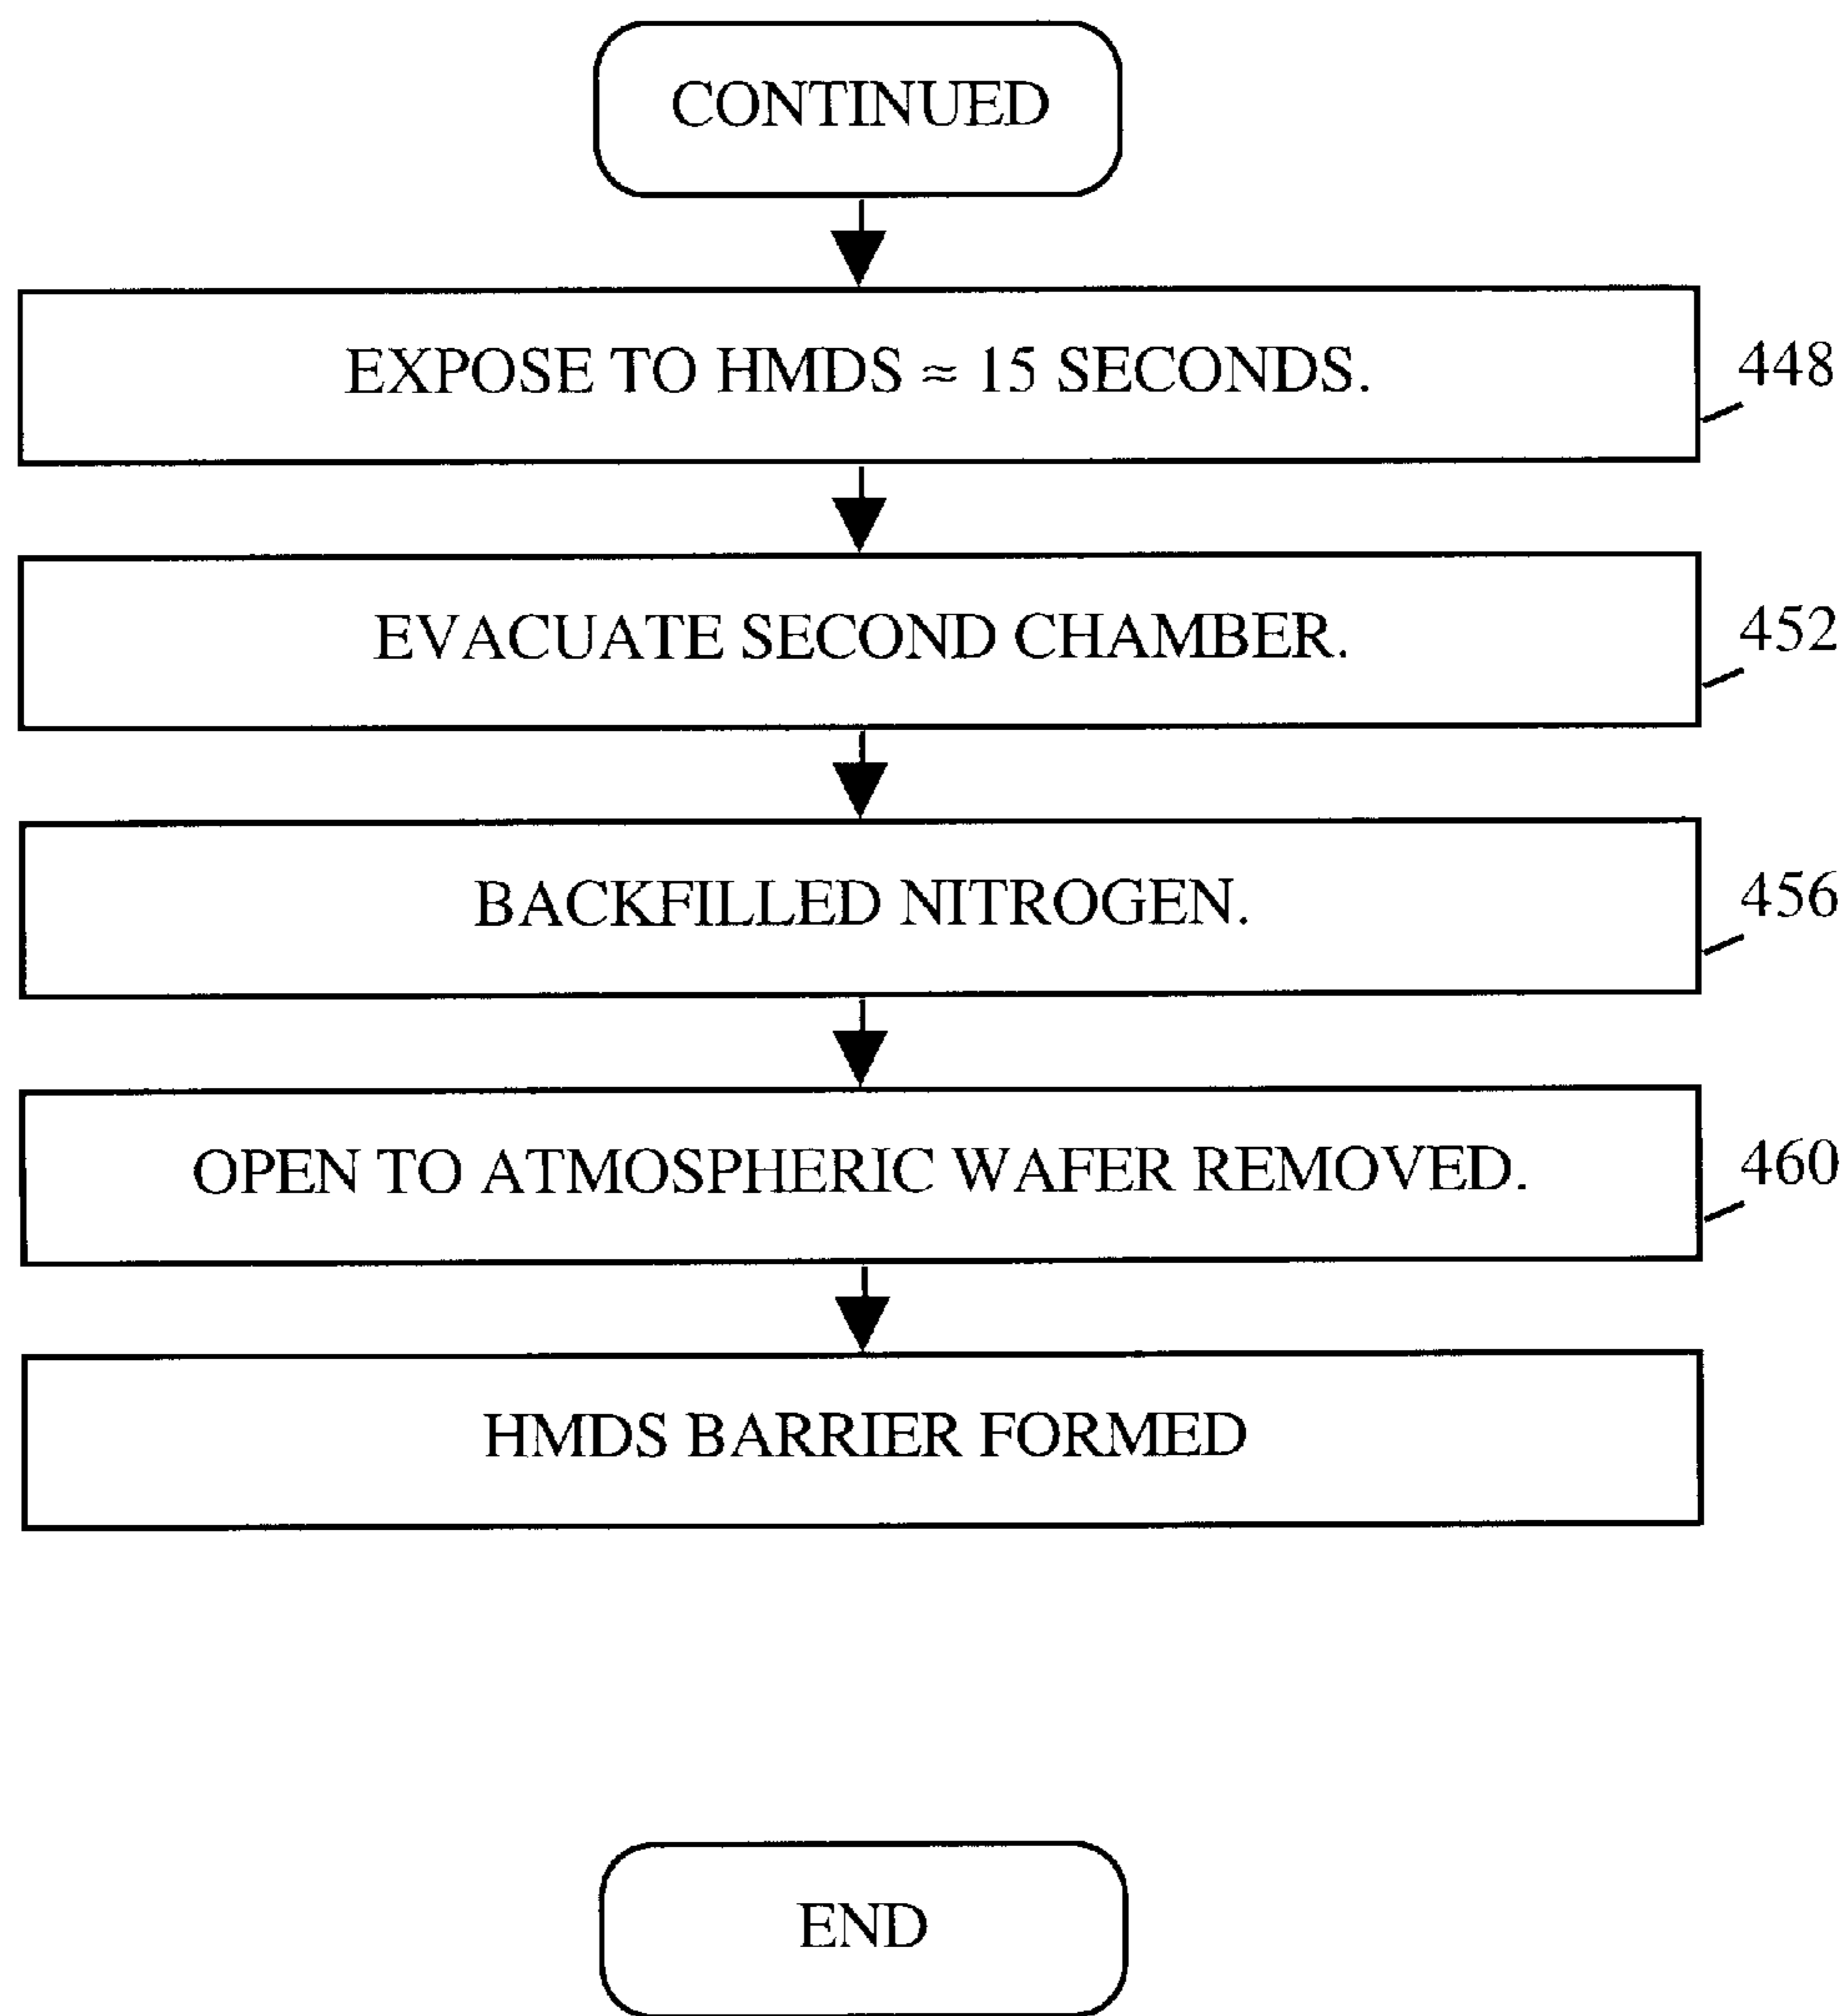 CONTINUED
EXPOSE TO HMDS ≈ 15 SECONDS.
448
EVACUATE SECOND CHAMBER.
452
BACKFILLED NITROGEN.
456
OPEN TO ATMOSPHERIC WAFER REMOVED.
460
HMDS BARRIER FORMED
END